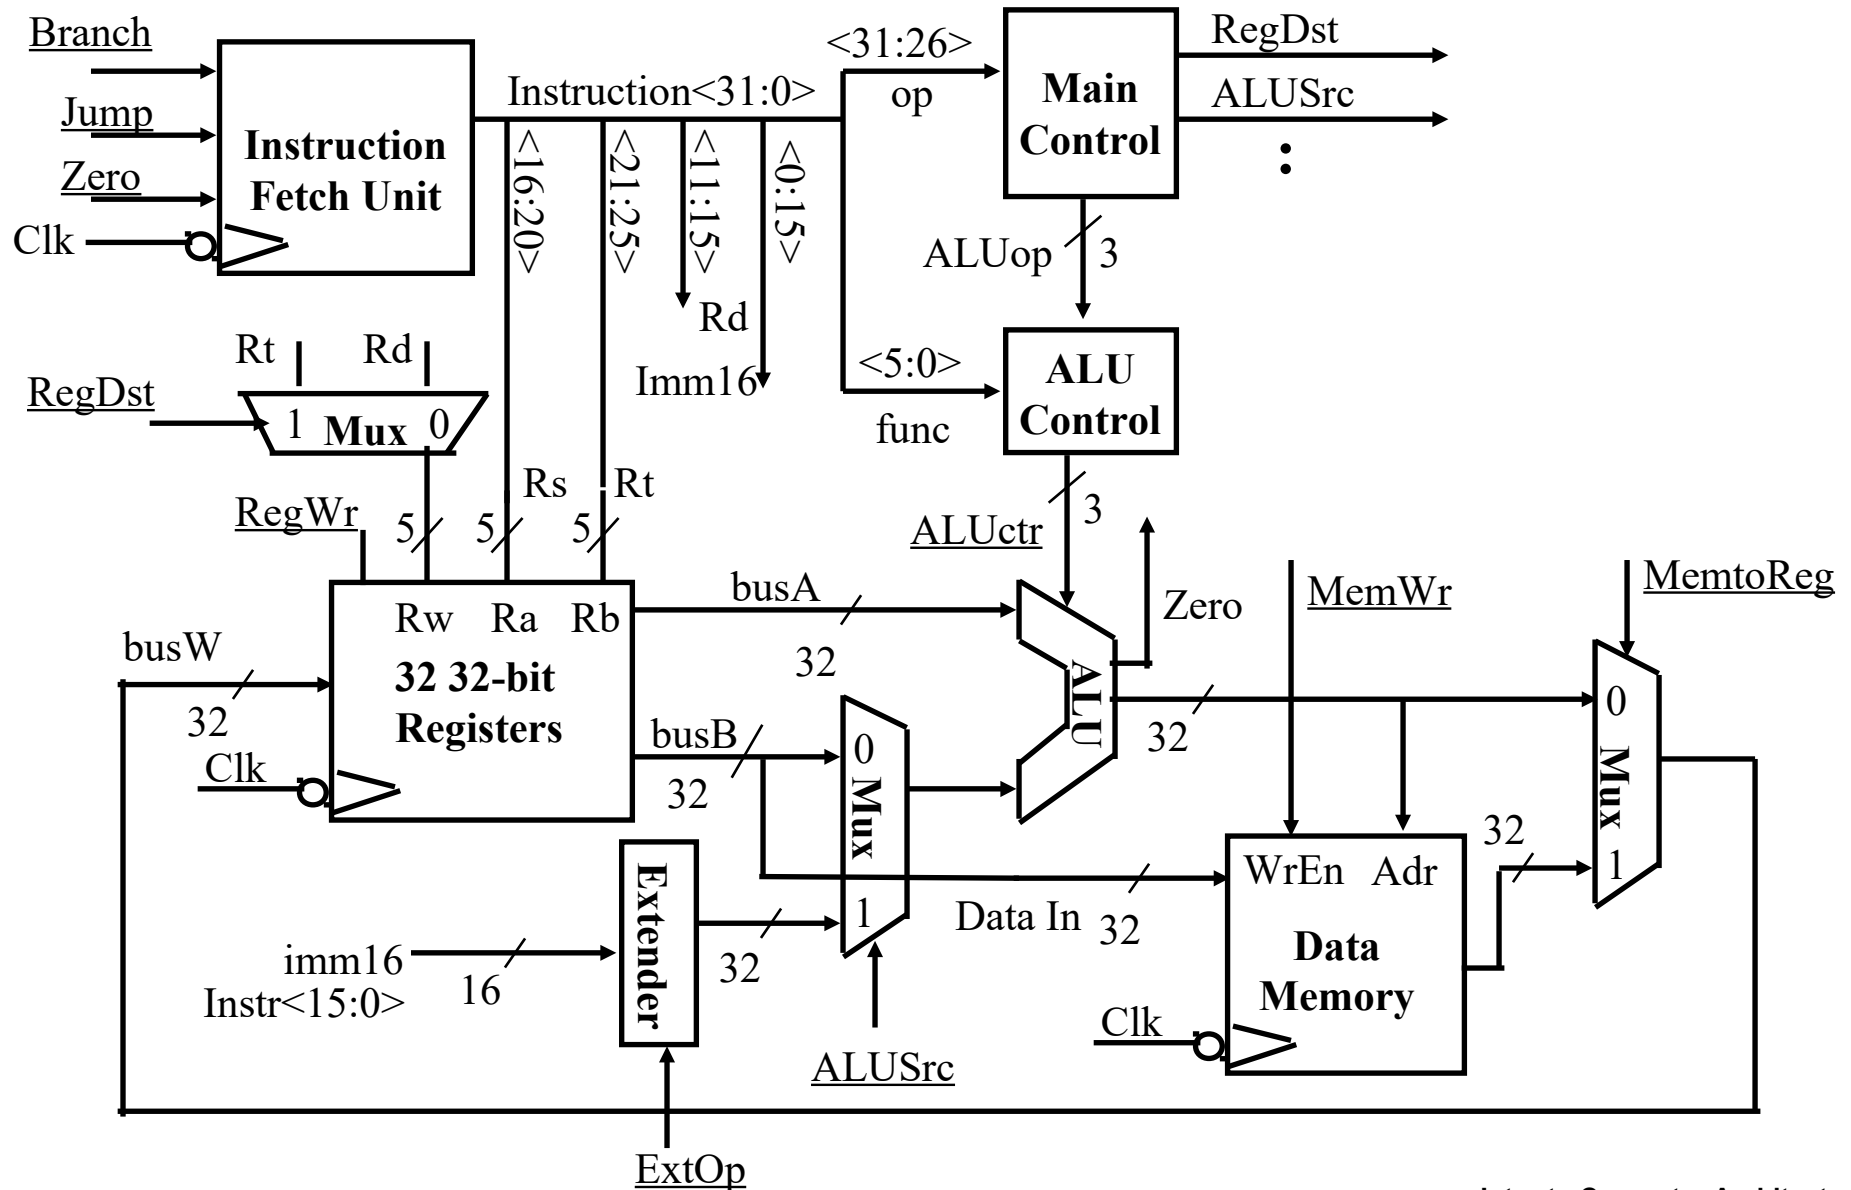 Branch
Jump
Zero
Clk
Instruction
Fetch Unit
Instruction<31:0>
<16:20>
<21:25>
<11:15>
<0:15>
Rd
Imm16
<31:26>
op
Main
Control
RegDst
ALUSrc
:
ALUop
3
<5:0>
func
ALU
Control
3
ALUctr
Rt
Rd
RegDst
1 Mux 0
RegWr
5
5
5
Rs
Rt
Rw Ra Rb
32 32-bit
Registers
busW
32
Clk
busA
32
busB
32
0
Mux
1
ALU
Zero
32
MemWr
MemtoReg
0
Mux
1
32
WrEn Adr
Data
Memory
Clk
Data In
32
Extender
imm16
Instr<15:0>
16
32
ALUSrc
ExtOp